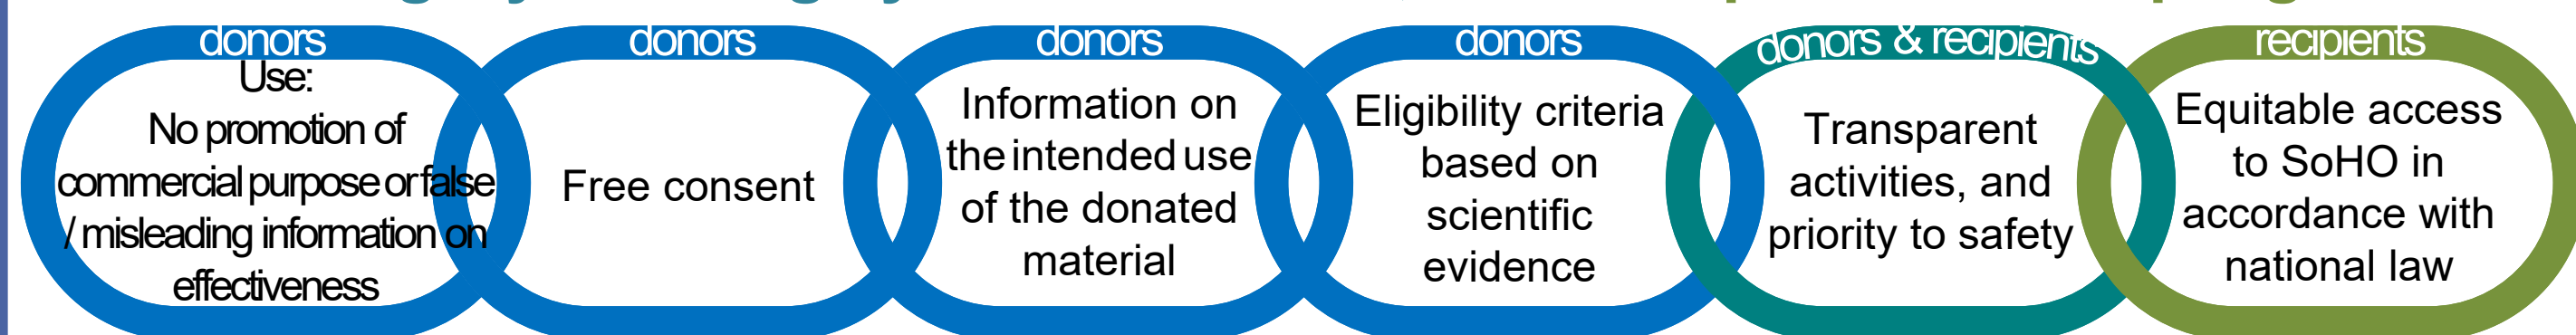 donors
Use:
No promotion of
commercial purpose or false
/ misleading information on
effectiveness
donors
Free consent
donors
Information on
the intended use
of the donated
material
donors
Eligibility criteria
based on
scientific
evidence
donors & recipients
Transparent
activities, and
priority to safety
recipients
Equitable access
to SoHO in
accordance with
national law